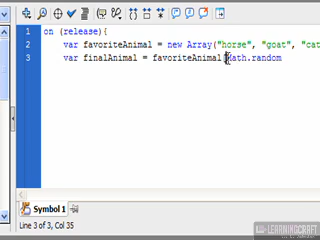 1 on (release){
2 var favoriteAnimal = new Array("horse", "goat", "cat
3 var finalAnimal = favoriteAnimal Math.random
Symbol 1
Line 3 of 3, Col 35
LEARNINGCRAFT